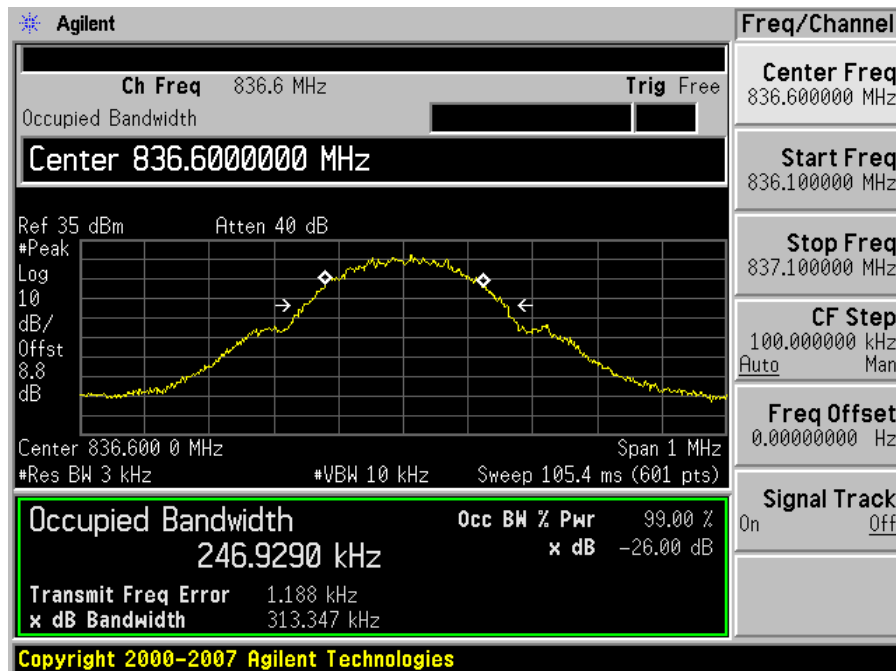 Agilent
Freq/Channel
Ch Freq 836.6 MHz Trig Free
Occupied Bandwidth
Center 836.6000000 MHz
Ref 35 dBm Atten 40 dB
#Peak
Log
10
dB/
Offst
8.8
dB
Center 836.600 0 MHz Span 1 MHz
#Res BW 3 kHz #VBW 10 kHz Sweep 105.4 ms (601 pts)
Occupied Bandwidth Occ BW % Pwr 99.00 %
246.9290 kHz x dB -26.00 dB
Transmit Freq Error 1.188 kHz
x dB Bandwidth 313.347 kHz
Copyright 2000-2007 Agilent Technologies
Center Freq
836.600000 MHz
Start Freq
836.100000 MHz
Stop Freq
837.100000 MHz
CF Step
100.000000 kHz
Auto Man
Freq Offset
0.00000000 Hz
Signal Track
On Off